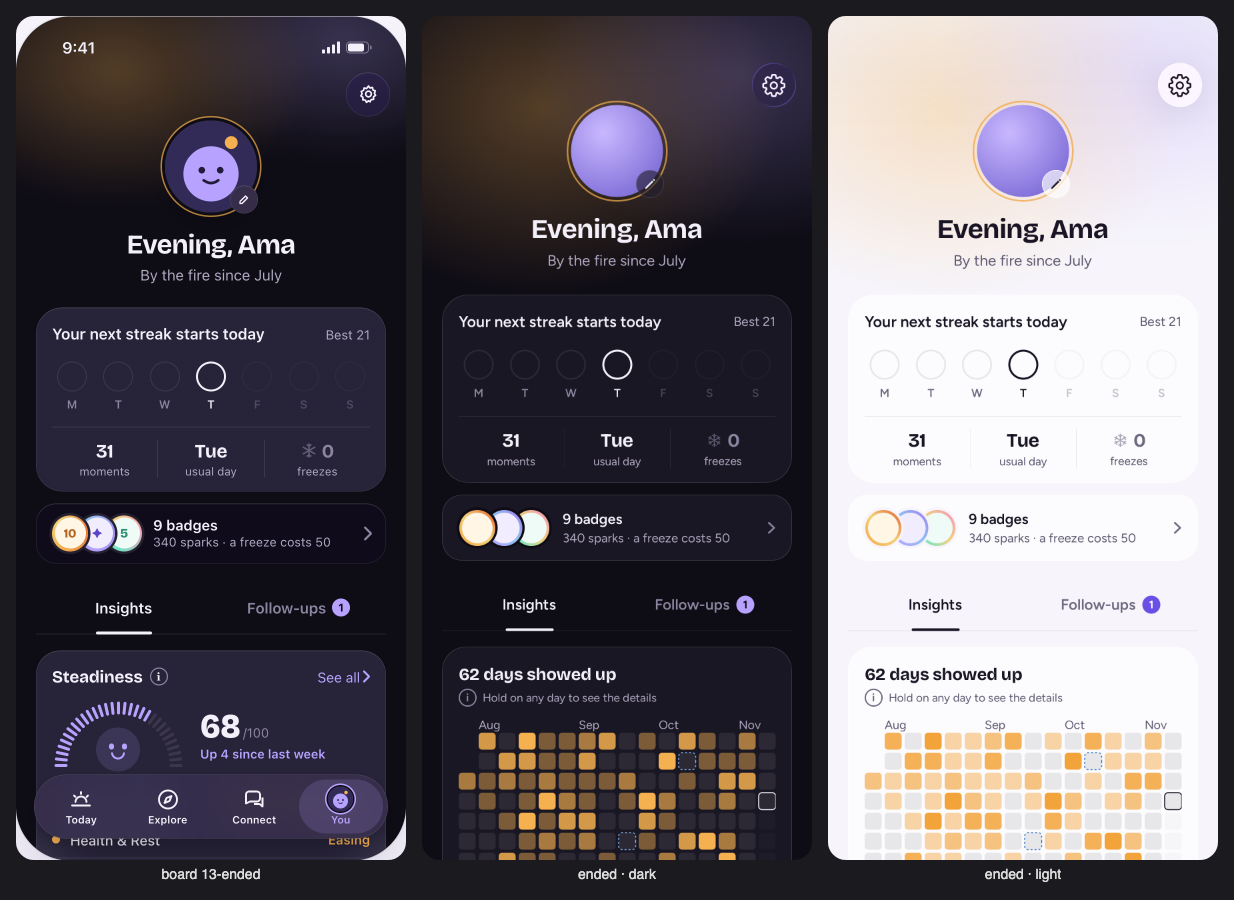 9:41
Evening, Ama
By the fire since July
Your next streak starts today
Best 21
M T W T F S S
31
moments
Tue
usual day
0
freezes
10
5
9 badges
340 sparks · a freeze costs 50
Insights
Follow-ups 1
Steadiness i
See all
68/100
Up 4 since last week
Today
Explore
Connect
You
Health & Rest
Easing
board 13-ended
Evening, Ama
By the fire since July
Your next streak starts today
Best 21
M T W T F S S
31
moments
Tue
usual day
0
freezes
9 badges
340 sparks · a freeze costs 50
Insights
Follow-ups 1
62 days showed up
i Hold on any day to see the details
Aug Sep Oct Nov
ended · dark
Evening, Ama
By the fire since July
Your next streak starts today
Best 21
M T W T F S S
31
moments
Tue
usual day
0
freezes
9 badges
340 sparks · a freeze costs 50
Insights
Follow-ups 1
62 days showed up
i Hold on any day to see the details
Aug Sep Oct Nov
ended · light